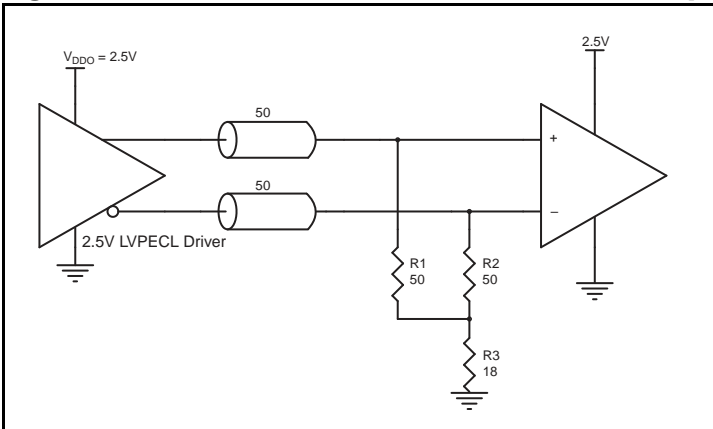 V_DDO = 2.5V
2.5V
50
+
50
–
2.5V LVPECL Driver
R1
50
R2
50
R3
18